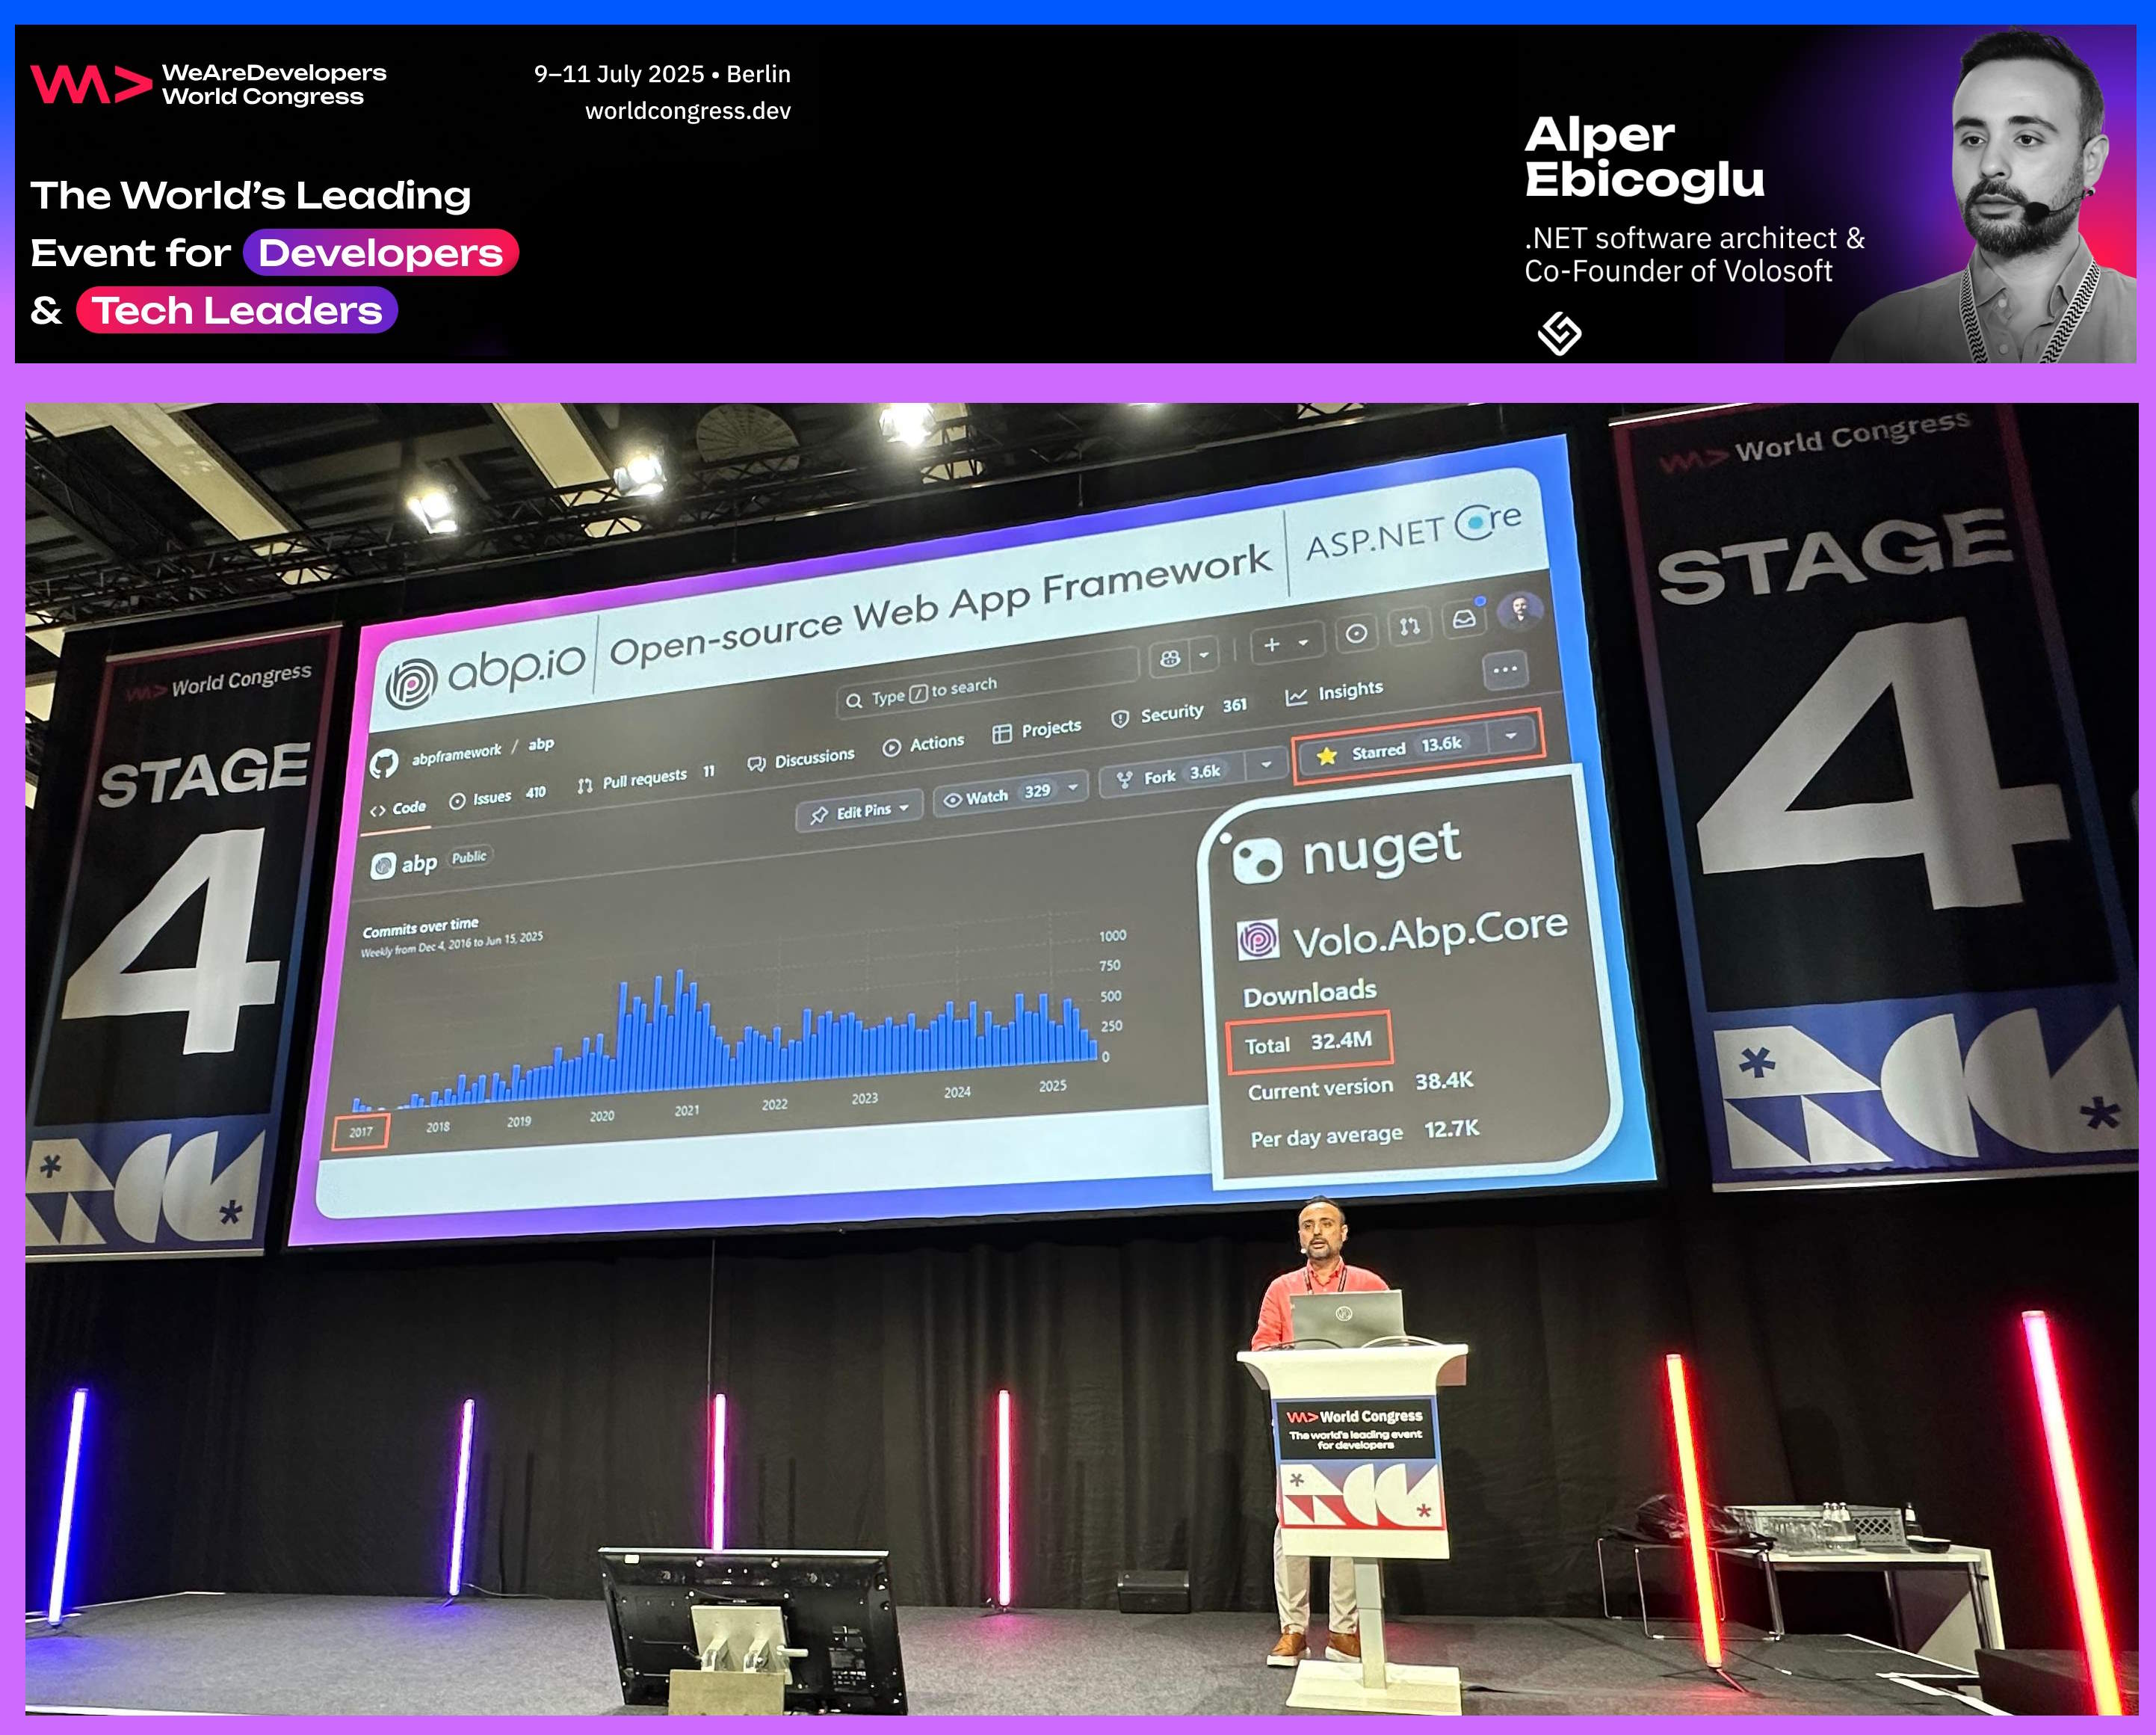 WeAreDevelopers
World Congress
9–11 July 2025 • Berlin
worldcongress.dev
The World's Leading
Event for Developers
& Tech Leaders
Alper
Ebicoglu
.NET software architect &
Co-Founder of Volosoft
World Congress
STAGE
4
abp.io
Open-source Web App Framework
ASP.NET Core
abpframework / abp
Type / to search
Code
Issues 410
Pull requests 11
Discussions
Actions
Projects
Security 361
Insights
abp Public
Edit Pins
Watch 329
Fork 3.6k
Starred 13.6k
Commits over time
Weekly from Dec 4, 2016 to Jun 15, 2025
1000
750
500
250
0
2017 2018 2019 2020 2021 2022 2023 2024 2025
nuget
Volo.Abp.Core
Downloads
Total 32.4M
Current version 38.4K
Per day average 12.7K
World Congress
STAGE
4
World Congress
The world's leading event
for developers